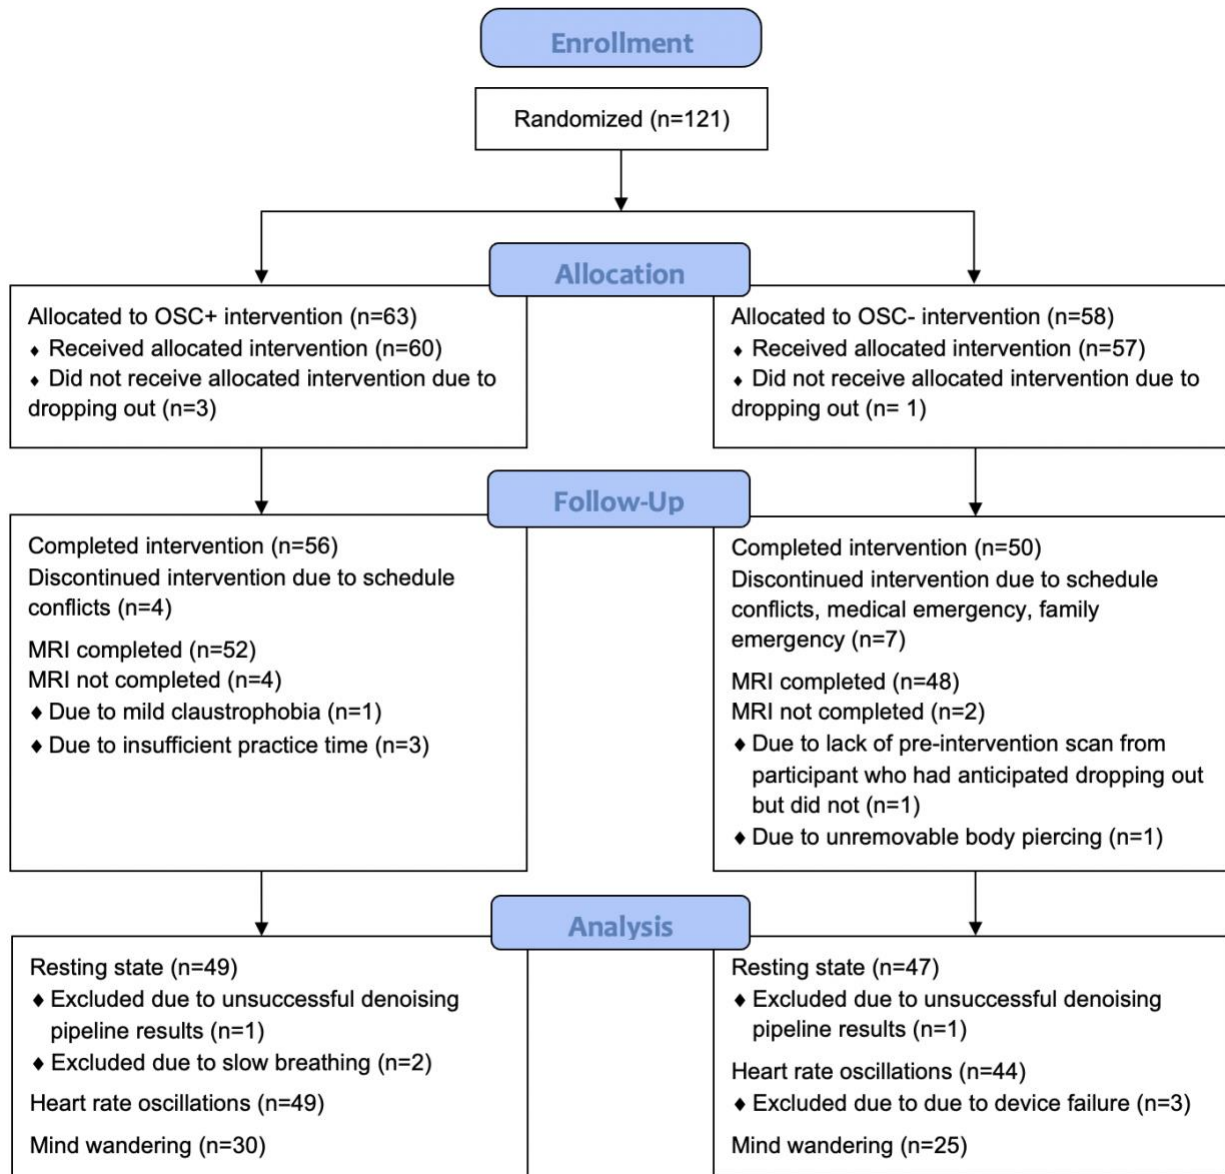 Enrollment
Randomized (n=121)
Allocation
Allocated to OSC+ intervention (n=63)
♦ Received allocated intervention (n=60)
♦ Did not receive allocated intervention due to
dropping out (n=3)
Allocated to OSC- intervention (n=58)
♦ Received allocated intervention (n=57)
♦ Did not receive allocated intervention due to
dropping out (n= 1)
Follow-Up
Completed intervention (n=56)
Discontinued intervention due to schedule
conflicts (n=4)
MRI completed (n=52)
MRI not completed (n=4)
♦ Due to mild claustrophobia (n=1)
♦ Due to insufficient practice time (n=3)
Completed intervention (n=50)
Discontinued intervention due to schedule
conflicts, medical emergency, family
emergency (n=7)
MRI completed (n=48)
MRI not completed (n=2)
♦ Due to lack of pre-intervention scan from
participant who had anticipated dropping out
but did not (n=1)
♦ Due to unremovable body piercing (n=1)
Analysis
Resting state (n=49)
♦ Excluded due to unsuccessful denoising
pipeline results (n=1)
♦ Excluded due to slow breathing (n=2)
Heart rate oscillations (n=49)
Mind wandering (n=30)
Resting state (n=47)
♦ Excluded due to unsuccessful denoising
pipeline results (n=1)
Heart rate oscillations (n=44)
♦ Excluded due to due to device failure (n=3)
Mind wandering (n=25)